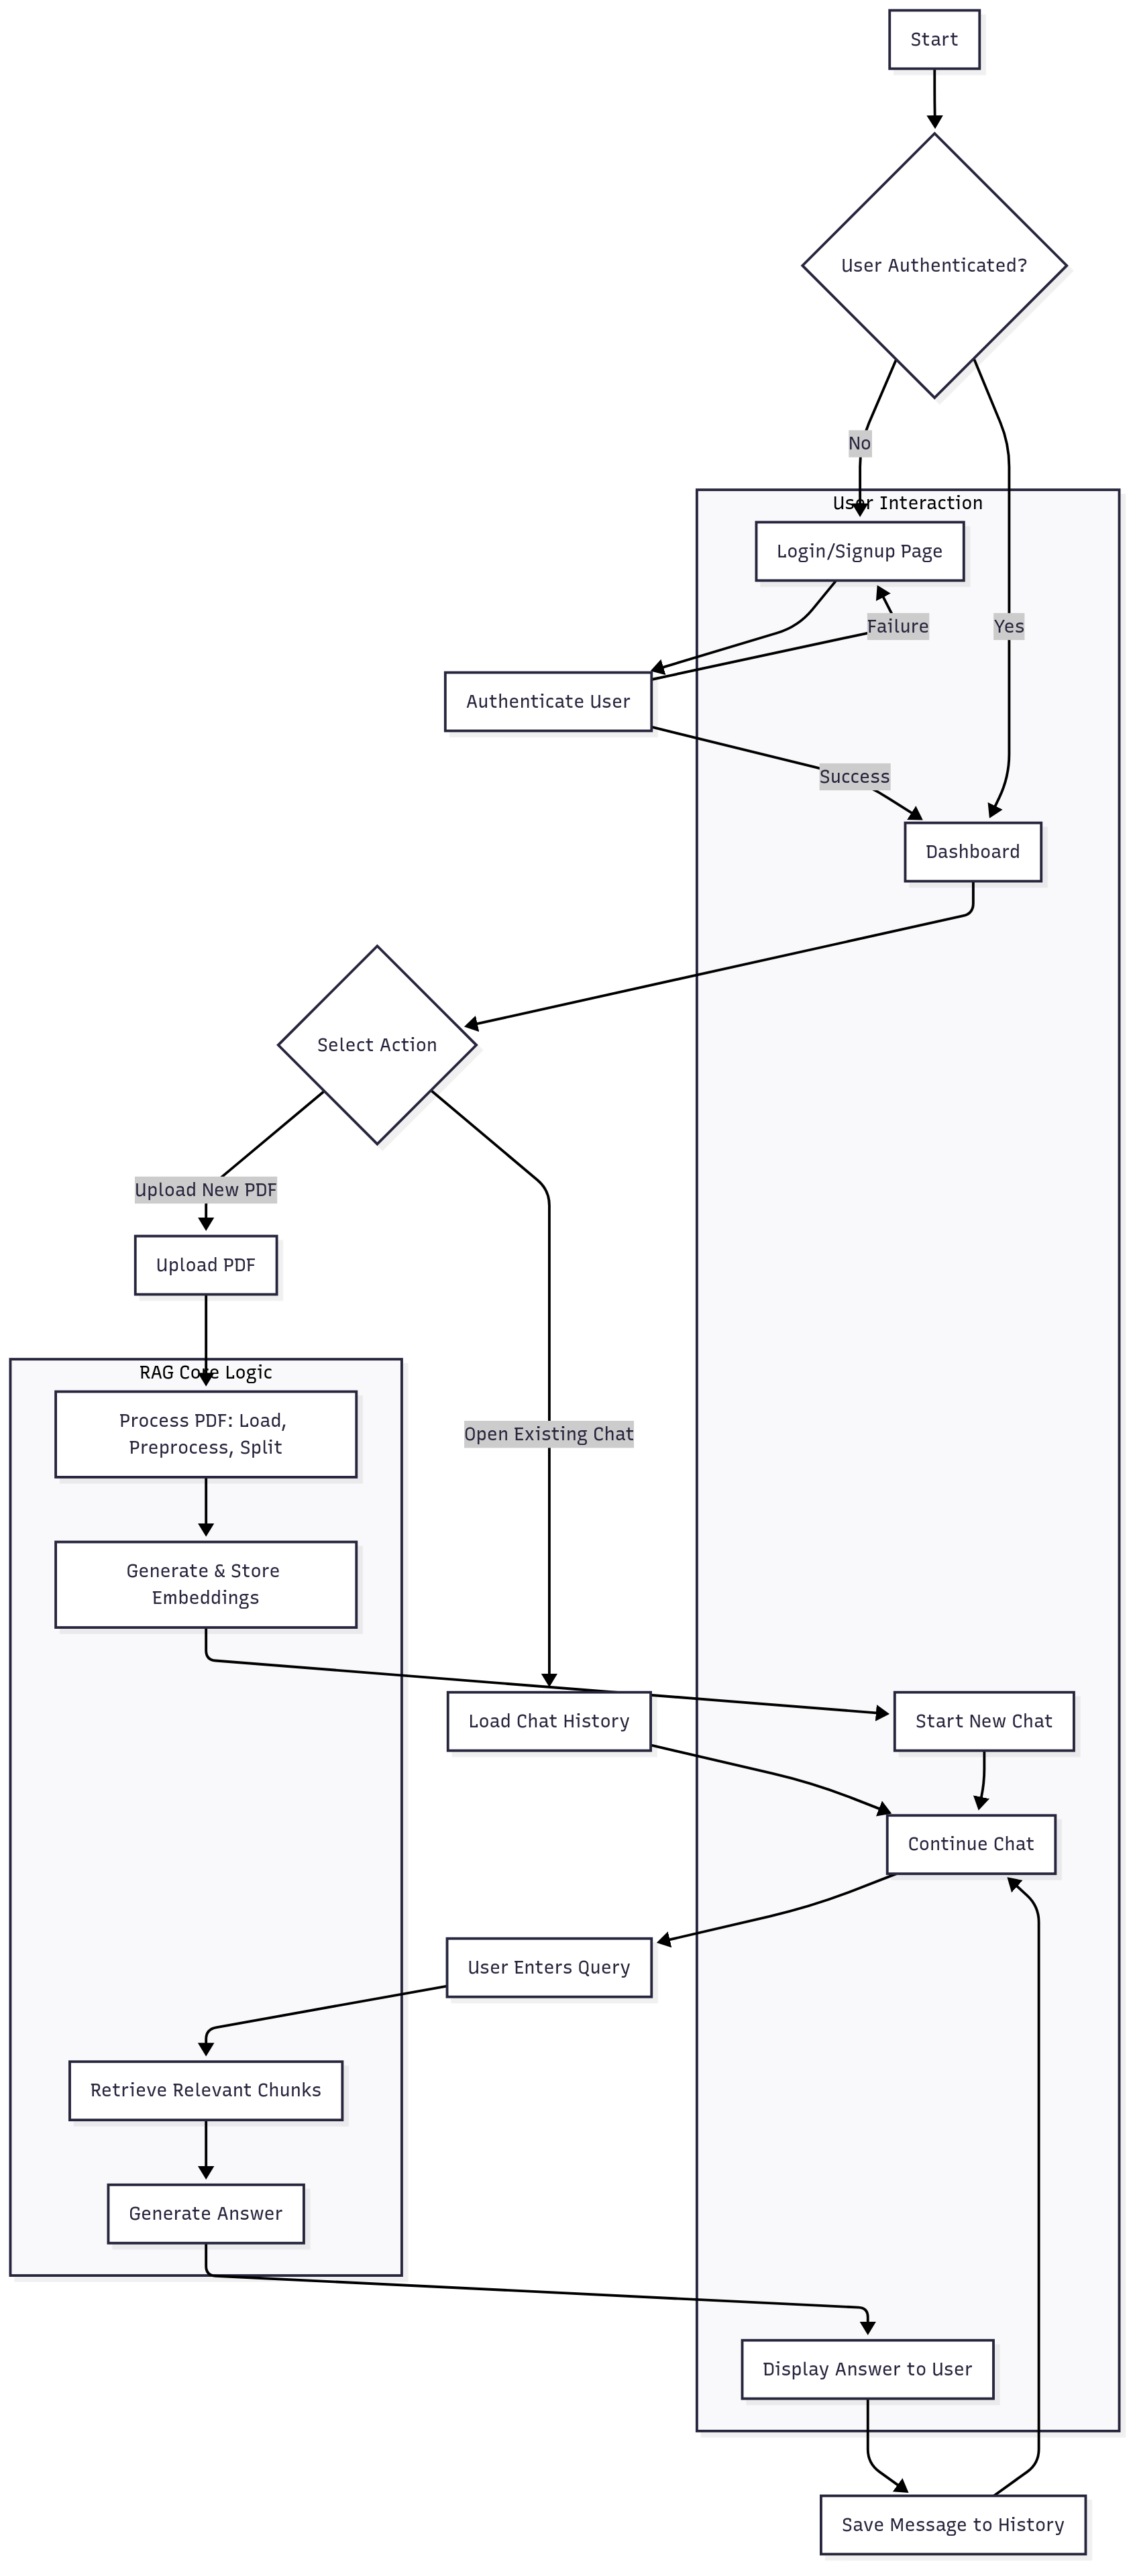 Start
User Authenticated?
No
User Interaction
Login/Signup Page
Failure
Yes
Authenticate User
Success
Dashboard
Select Action
Upload New PDF
Upload PDF
RAG Core Logic
Process PDF: Load,
Preprocess, Split
Open Existing Chat
Generate & Store
Embeddings
Load Chat History
Start New Chat
Continue Chat
User Enters Query
Retrieve Relevant Chunks
Generate Answer
Display Answer to User
Save Message to History